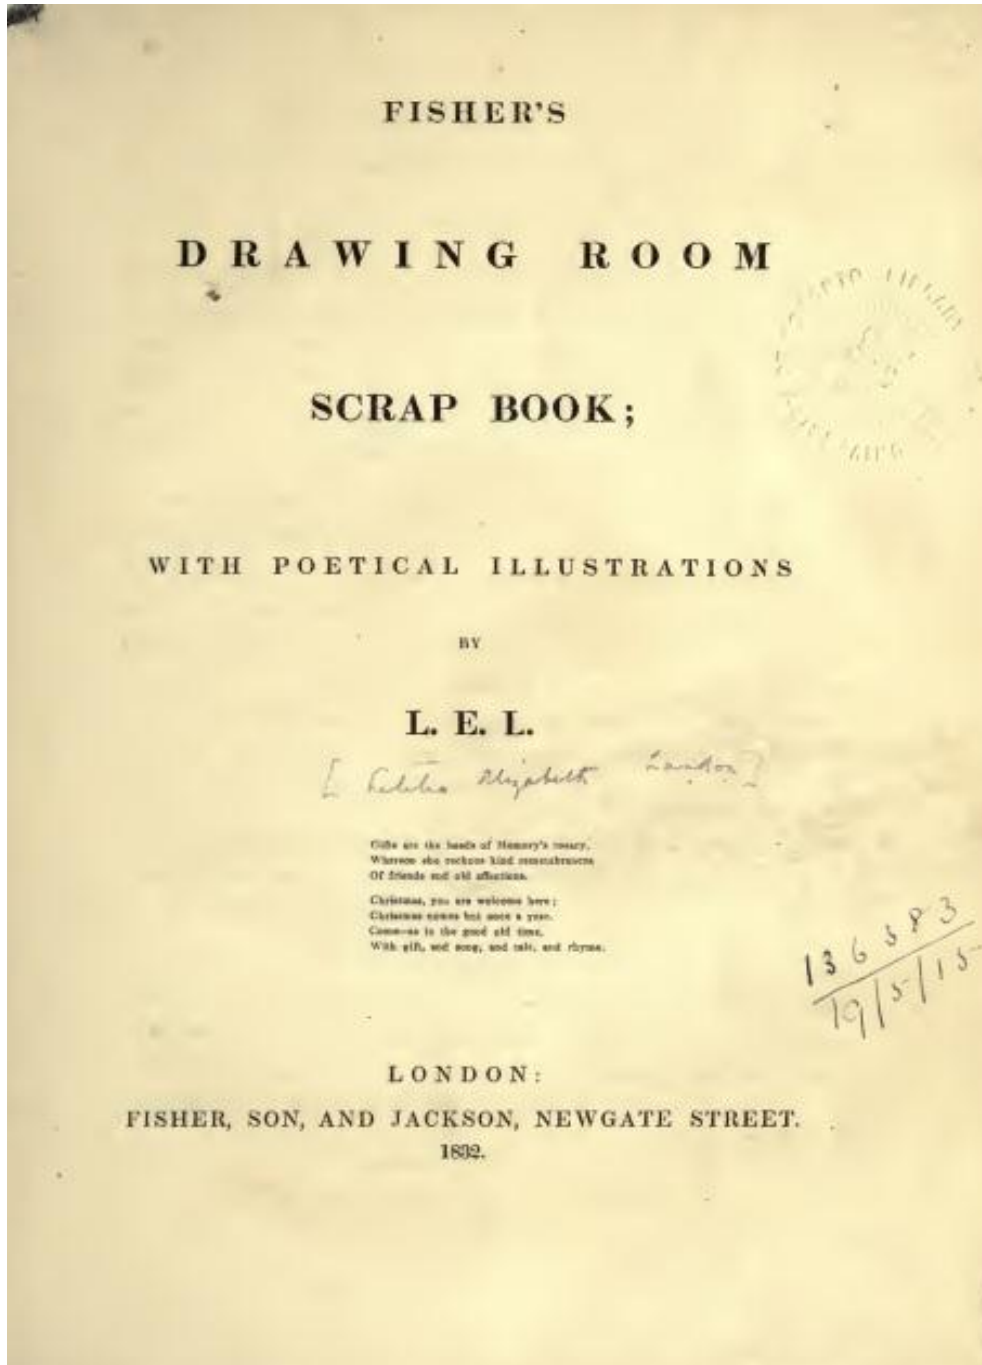 FISHER'S
DRAWING ROOM
SCRAP BOOK;
WITH POETICAL ILLUSTRATIONS
BY
L. E. L.
[Letitia Elizabeth Landon]
Gifts are the beads of Memory's rosary,
Whereon she reckons kind remembrances
Of friends and old affections.
Christmas, you are welcome here;
Christmas comes but once a year.
Come—as in the good old time,
With gift, and song, and tale, and rhyme.
136383
19/5/15
LONDON:
FISHER, SON, AND JACKSON, NEWGATE STREET.
1832.